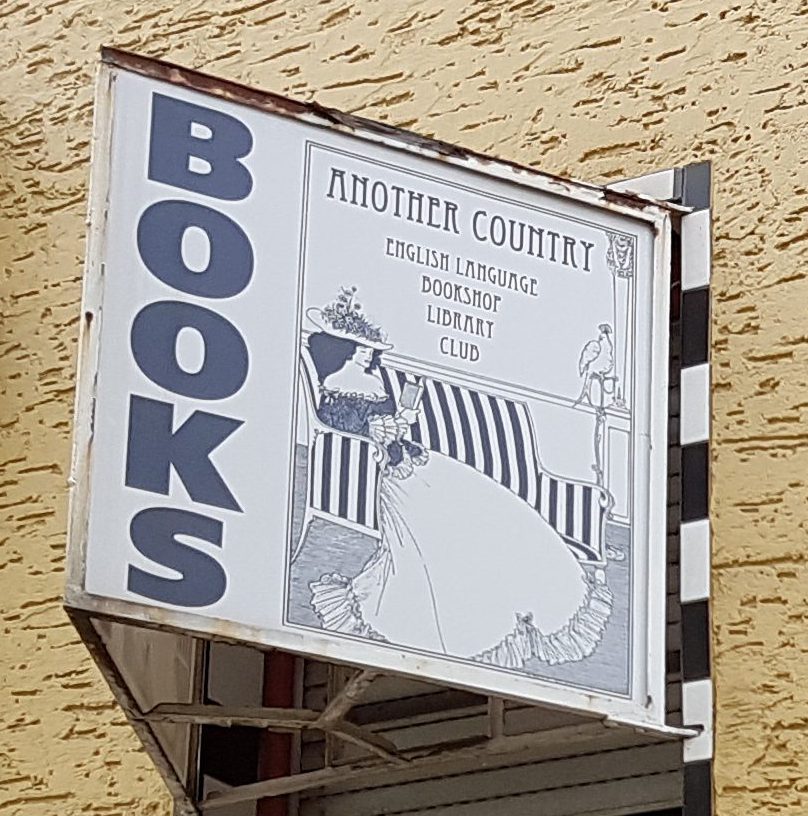 BOOKS
ANOTHER COUNTRY
ENGLISH LANGUAGE
BOOKSHOP
LIBRARY
CLUB